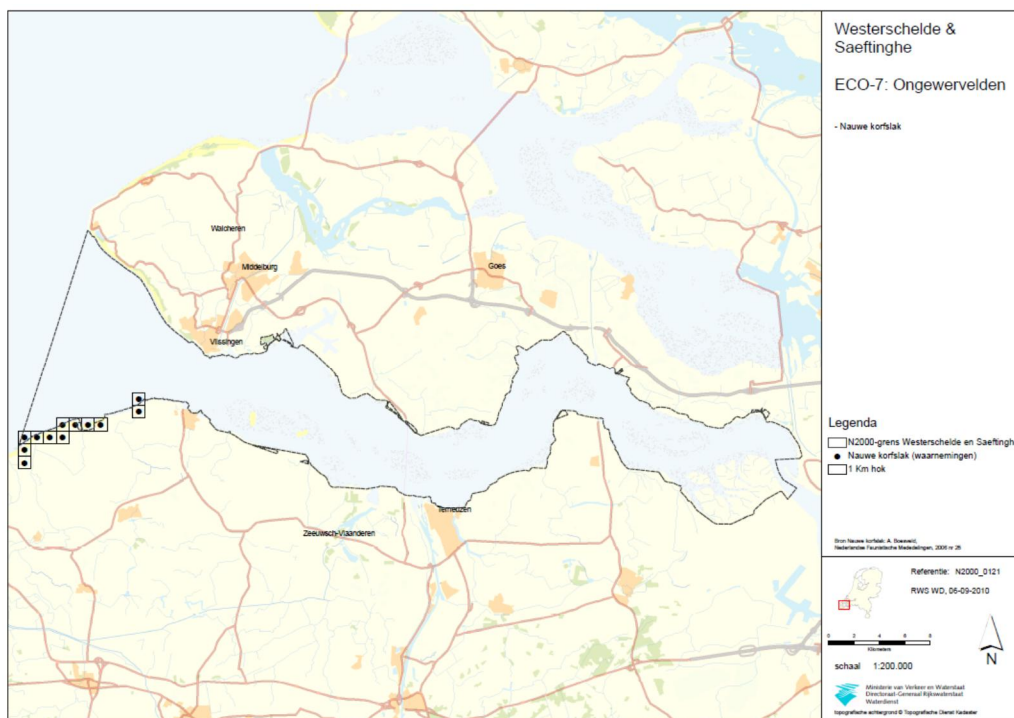 Westerschelde &
Saeftinghe
ECO-7: Ongewervelden
- Nauwe korfslak
Walcheren
Middelburg
Goes
Vlissingen
Terneuzen
Zeeuwsch-Vlaanderen
Legenda
N2000-grens Westerschelde en Saeftingh
Nauwe korfslak (waarnemingen)
1 Km hok
Bron Nauwe korfslak: A. Boesveld,
Nederlandse Faunistische Mededelingen, 2006 nr 26
Referentie: N2000_0121
RWS WD, 06-09-2010
0 2 4 6 8
Kilometers
N
schaal 1:200.000
Ministerie van Verkeer en Waterstaat
Directoraat-Generaal Rijkswaterstaat
Waterdienst
topografische achtergrond © Topografische Dienst Kadaster